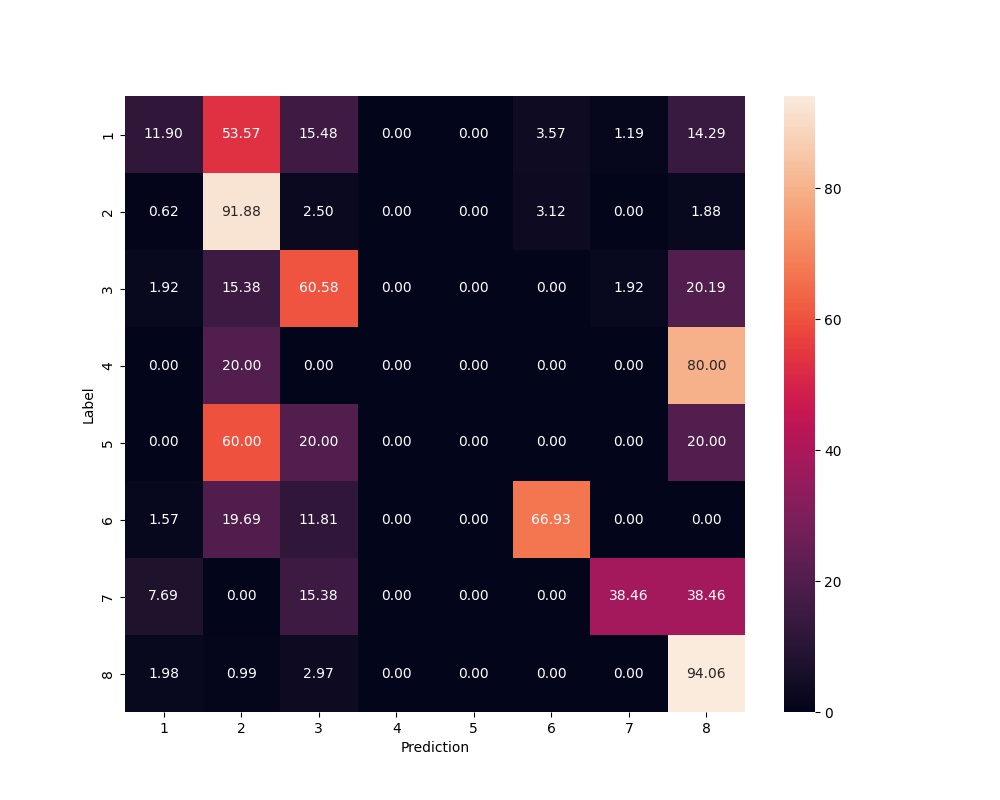 1 11.90 53.57 15.48 0.00 0.00 3.57 1.19 14.29
2 0.62 91.88 2.50 0.00 0.00 3.12 0.00 1.88
3 1.92 15.38 60.58 0.00 0.00 0.00 1.92 20.19
4 0.00 20.00 0.00 0.00 0.00 0.00 0.00 80.00
5 0.00 60.00 20.00 0.00 0.00 0.00 0.00 20.00
6 1.57 19.69 11.81 0.00 0.00 66.93 0.00 0.00
7 7.69 0.00 15.38 0.00 0.00 0.00 38.46 38.46
8 1.98 0.99 2.97 0.00 0.00 0.00 0.00 94.06
1 2 3 4 5 6 7 8
Prediction
Label
80
60
40
20
0